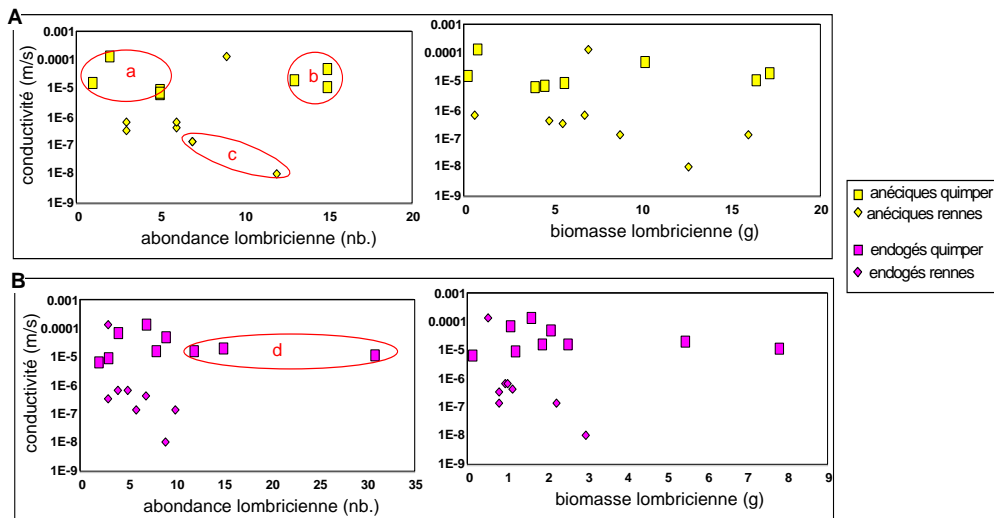 A
conductivité (m/s)
0.001
0.0001
1E-5
1E-6
1E-7
1E-8
1E-9
a
b
c
0 5 10 15 20
abondance lombricienne (nb.)
0.001
0.0001
1E-5
1E-6
1E-7
1E-8
1E-9
0 5 10 15 20
biomasse lombricienne (g)
anéciques quimper
anéciques rennes
endogés quimper
endogés rennes
B
conductivité (m/s)
0.001
0.0001
1E-5
1E-6
1E-7
1E-8
1E-9
d
0 5 10 15 20 25 30 35
abondance lombricienne (nb.)
0.001
0.0001
1E-5
1E-6
1E-7
1E-8
1E-9
0 1 2 3 4 5 6 7 8 9
biomasse lombricienne (g)